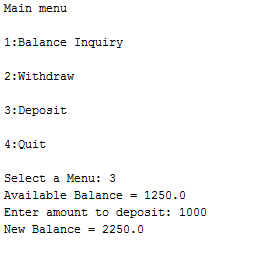 Main menu
1:Balance Inquiry
2:Withdraw
3:Deposit
4:Quit
Select a Menu: 3
Available Balance = 1250.0
Enter amount to deposit: 1000
New Balance = 2250.0